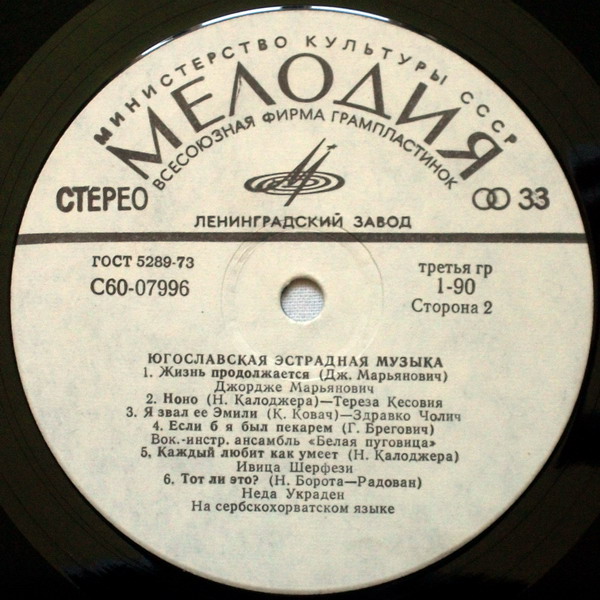 МИНИСТЕРСТВО КУЛЬТУРЫ СССР
МЕЛОДИЯ
ВСЕСОЮЗНАЯ ФИРМА ГРАМПЛАСТИНОК
СТЕРЕО
33
ЛЕНИНГРАДСКИЙ ЗАВОД
ГОСТ 5289-73
третья гр
С60-07996
1-90
Сторона 2
ЮГОСЛАВСКАЯ ЭСТРАДНАЯ МУЗЫКА
1. Жизнь продолжается (Дж. Марьянович)
Джордже Марьянович
2. Ноно (Н. Калоджера)—Тереза Кесовия
3. Я звал ее Эмили (К. Ковач)—Здравко Чолич
4. Если б я был пекарем (Г. Брегович)
Вок.-инстр. ансамбль «Белая пуговица»
5. Каждый любит как умеет (Н. Калоджера)
Ивица Шерфези
6. Тот ли это? (Н. Борота—Радован)
Неда Украден
На сербскохорватском языке